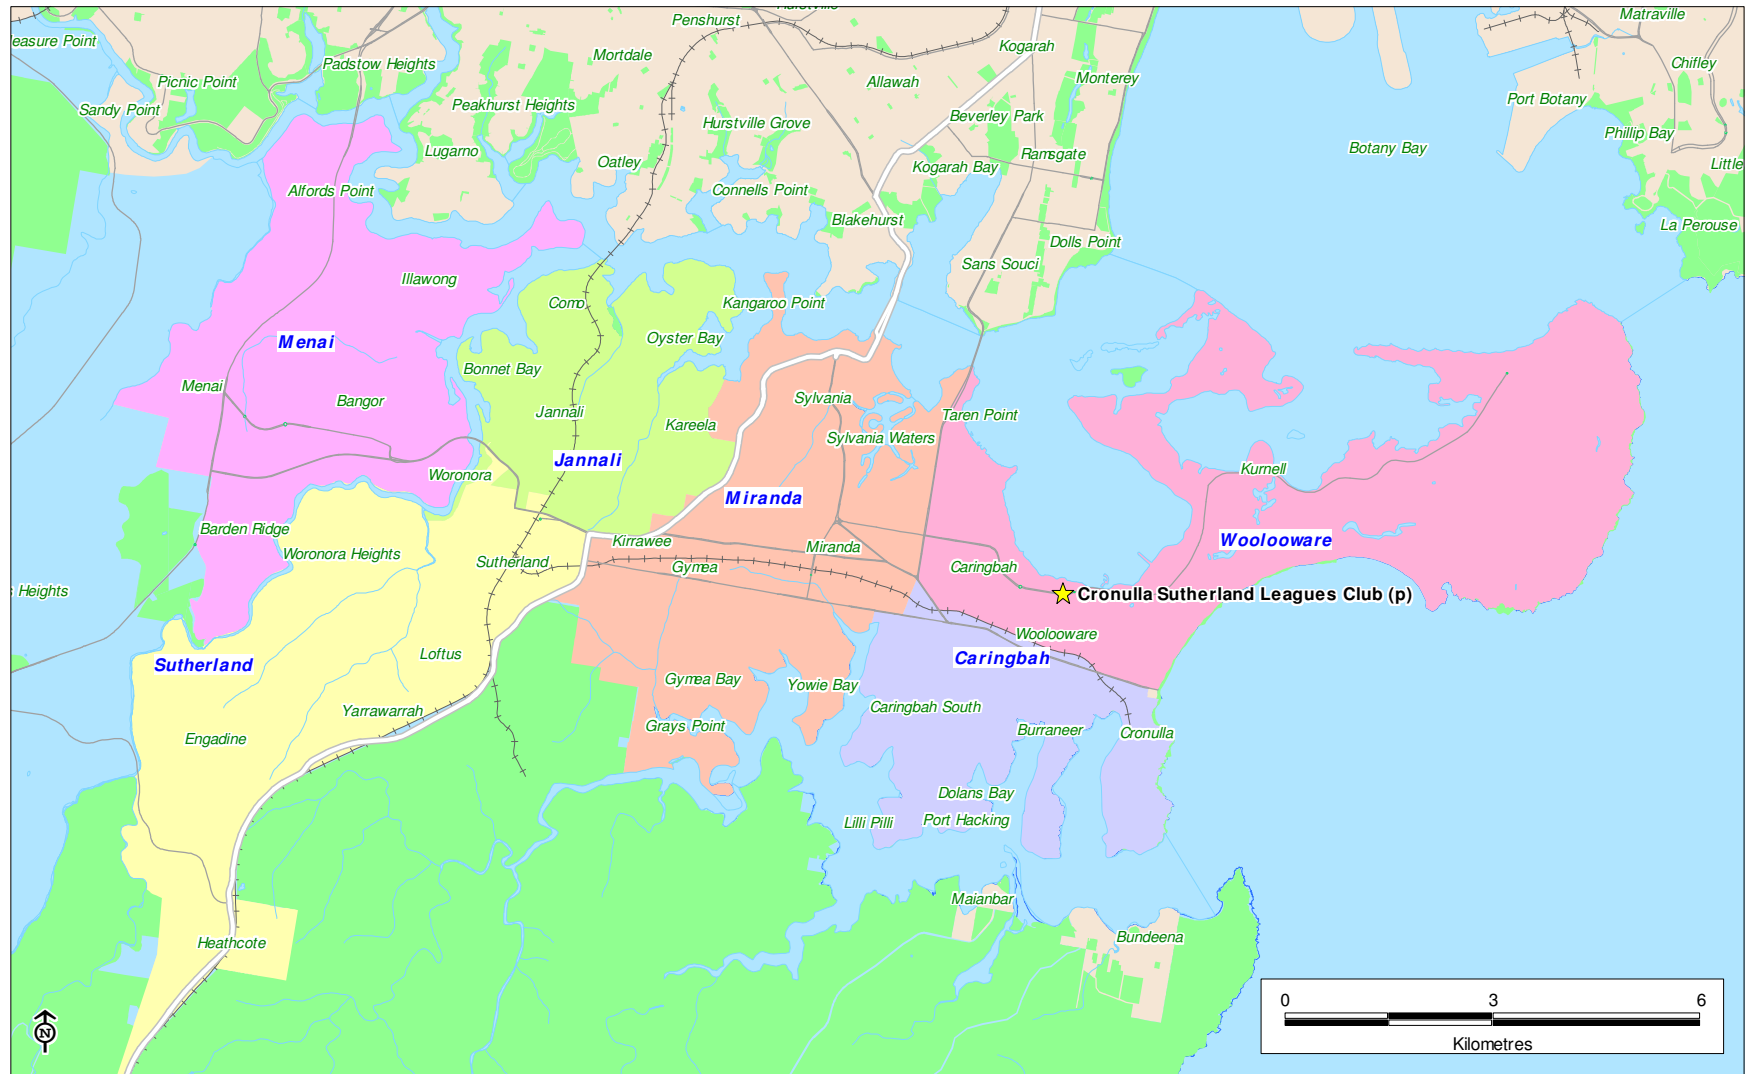 Hurstville
Penshurst
Matraville
easure Point
Kogarah
Mortdale
Padstow Heights
Chifley
Picnic Point
Allawah
Monterey
Port Botany
Sandy Point
Peakhurst Heights
Beverley Park
Hurstville Grove
Phillip Bay
Botany Bay
Lugarno
Ramsgate
Oatley
Kogarah Bay
Little
Alfords Point
Connells Point
Blakehurst
La Perouse
Dolls Point
Sans Souci
Illawong
Como
Kangaroo Point
Oyster Bay
Menai
Bonnet Bay
Menai
Bangor
Sylvania
Jannali
Taren Point
Kareela
Sylvania Waters
Jannali
Kurnell
Woronora
Miranda
Barden Ridge
Woolooware
Kirrawee
Miranda
Woronora Heights
Sutherland
Gymea
Caringbah
s Heights
Cronulla Sutherland Leagues Club (p)
Woolooware
Loftus
Caringbah
Sutherland
Gymea Bay
Yowie Bay
Caringbah South
Yarrawarrah
Grays Point
Burraneer
Cronulla
Engadine
Dolans Bay
Lilli Pilli
Port Hacking
Maianbar
Bundeena
Heathcote
0 3 6
Kilometres
N